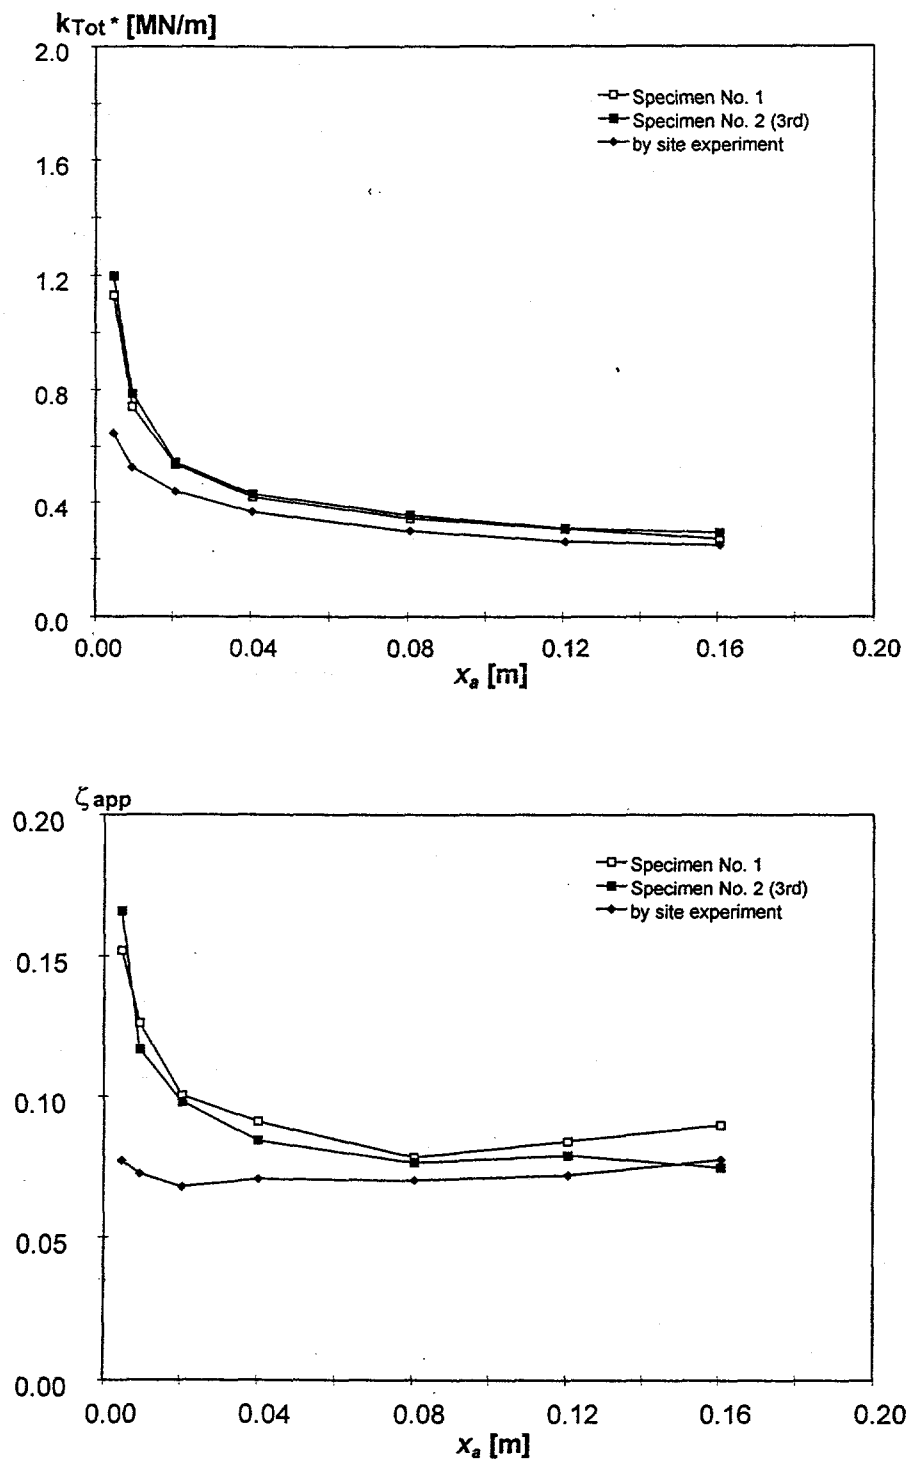 kTot* [MN/m]
2.0
Specimen No. 1
Specimen No. 2 (3rd)
by site experiment
1.6
1.2
0.8
0.4
0.0
0.00 0.04 0.08 0.12 0.16 0.20
xa [m]
ζapp
0.20
Specimen No. 1
Specimen No. 2 (3rd)
by site experiment
0.15
0.10
0.05
0.00
0.00 0.04 0.08 0.12 0.16 0.20
xa [m]